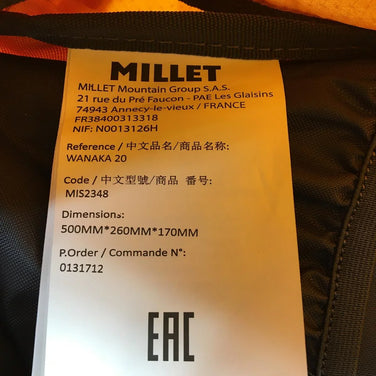 MILLET
MILLET Mountain Group S.A.S.
21 rue du Pré Faucon - PAE Les Glaisins
74943 Annecy-le-vieux / FRANCE
FR38400313318
NIF: N0013126H
Reference / 中文品名/商品名称:
WANAKA 20
Code / 中文型號/商品 番号:
MIS2348
Dimensions:
500MM*260MM*170MM
P.Order / Commande N°:
0131712
EAC